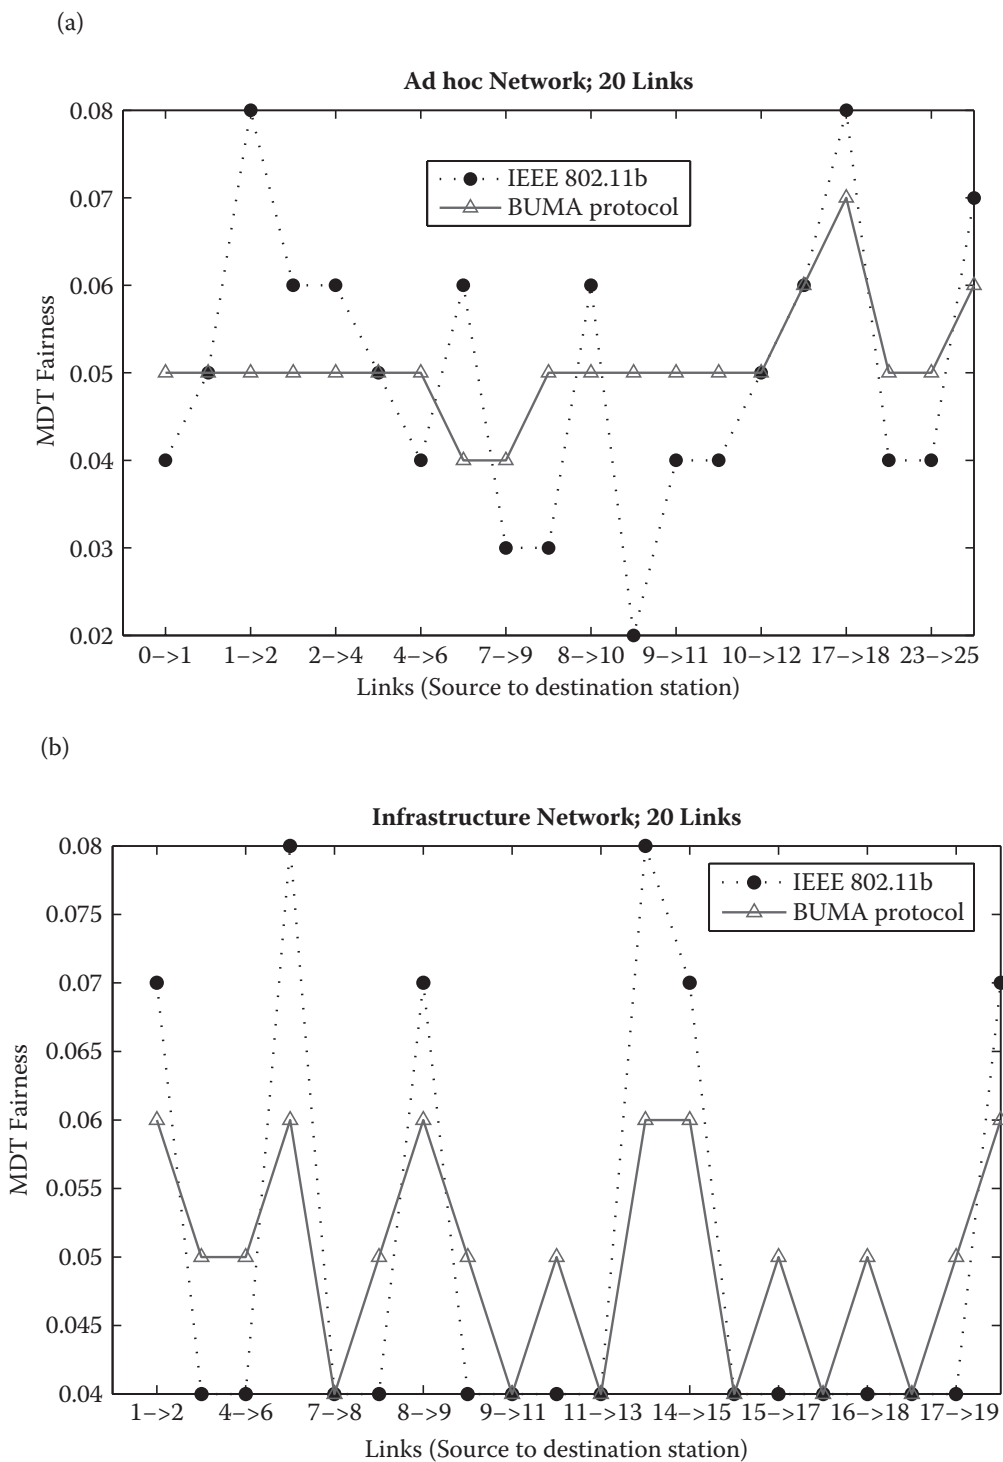 (a)
Ad hoc Network; 20 Links
0.08
0.07
0.06
0.05
0.04
0.03
0.02
MDT Fairness
IEEE 802.11b
BUMA protocol
0–>1 1–>2 2–>4 4–>6 7–>9 8–>10 9–>11 10–>12 17–>18 23–>25
Links (Source to destination station)
(b)
Infrastructure Network; 20 Links
0.08
0.075
0.07
0.065
0.06
0.055
0.05
0.045
0.04
MDT Fairness
IEEE 802.11b
BUMA protocol
1–>2 4–>6 7–>8 8–>9 9–>11 11–>13 14–>15 15–>17 16–>18 17–>19
Links (Source to destination station)